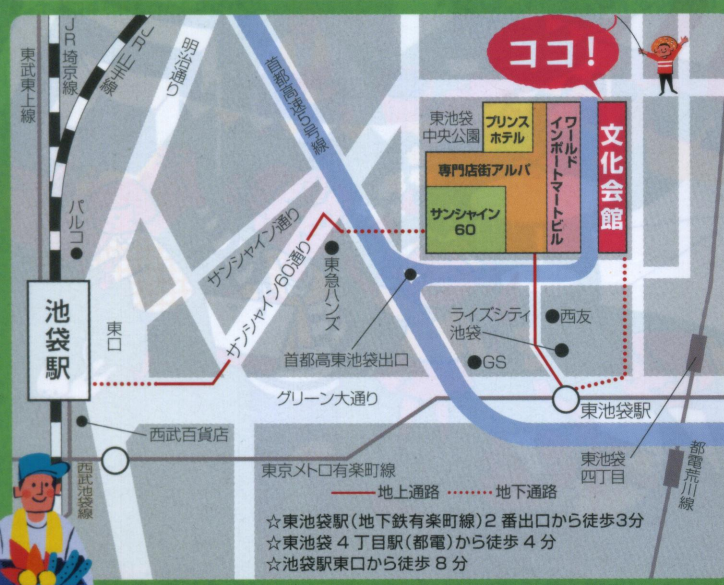 ココ!
東武東上線
JR埼京線
JR山手線
明治通り
首都高速5号線
東池袋
中央公園
プリンス
ホテル
専門店街アルパ
サンシャイン
60
ワールド
インポートマートビル
文化会館
パルコ
サンシャイン通り
サンシャイン60通り
東急ハンズ
池袋駅
東口
首都高東池袋出口
ライズシティ
池袋
西友
GS
グリーン大通り
東池袋駅
西武百貨店
西武池袋線
東京メトロ有楽町線
東池袋
四丁目
都電荒川線
地上通路
地下通路
☆東池袋駅(地下鉄有楽町線)2番出口から徒歩3分
☆東池袋4丁目駅(都電)から徒歩4分
☆池袋駅東口から徒歩8分